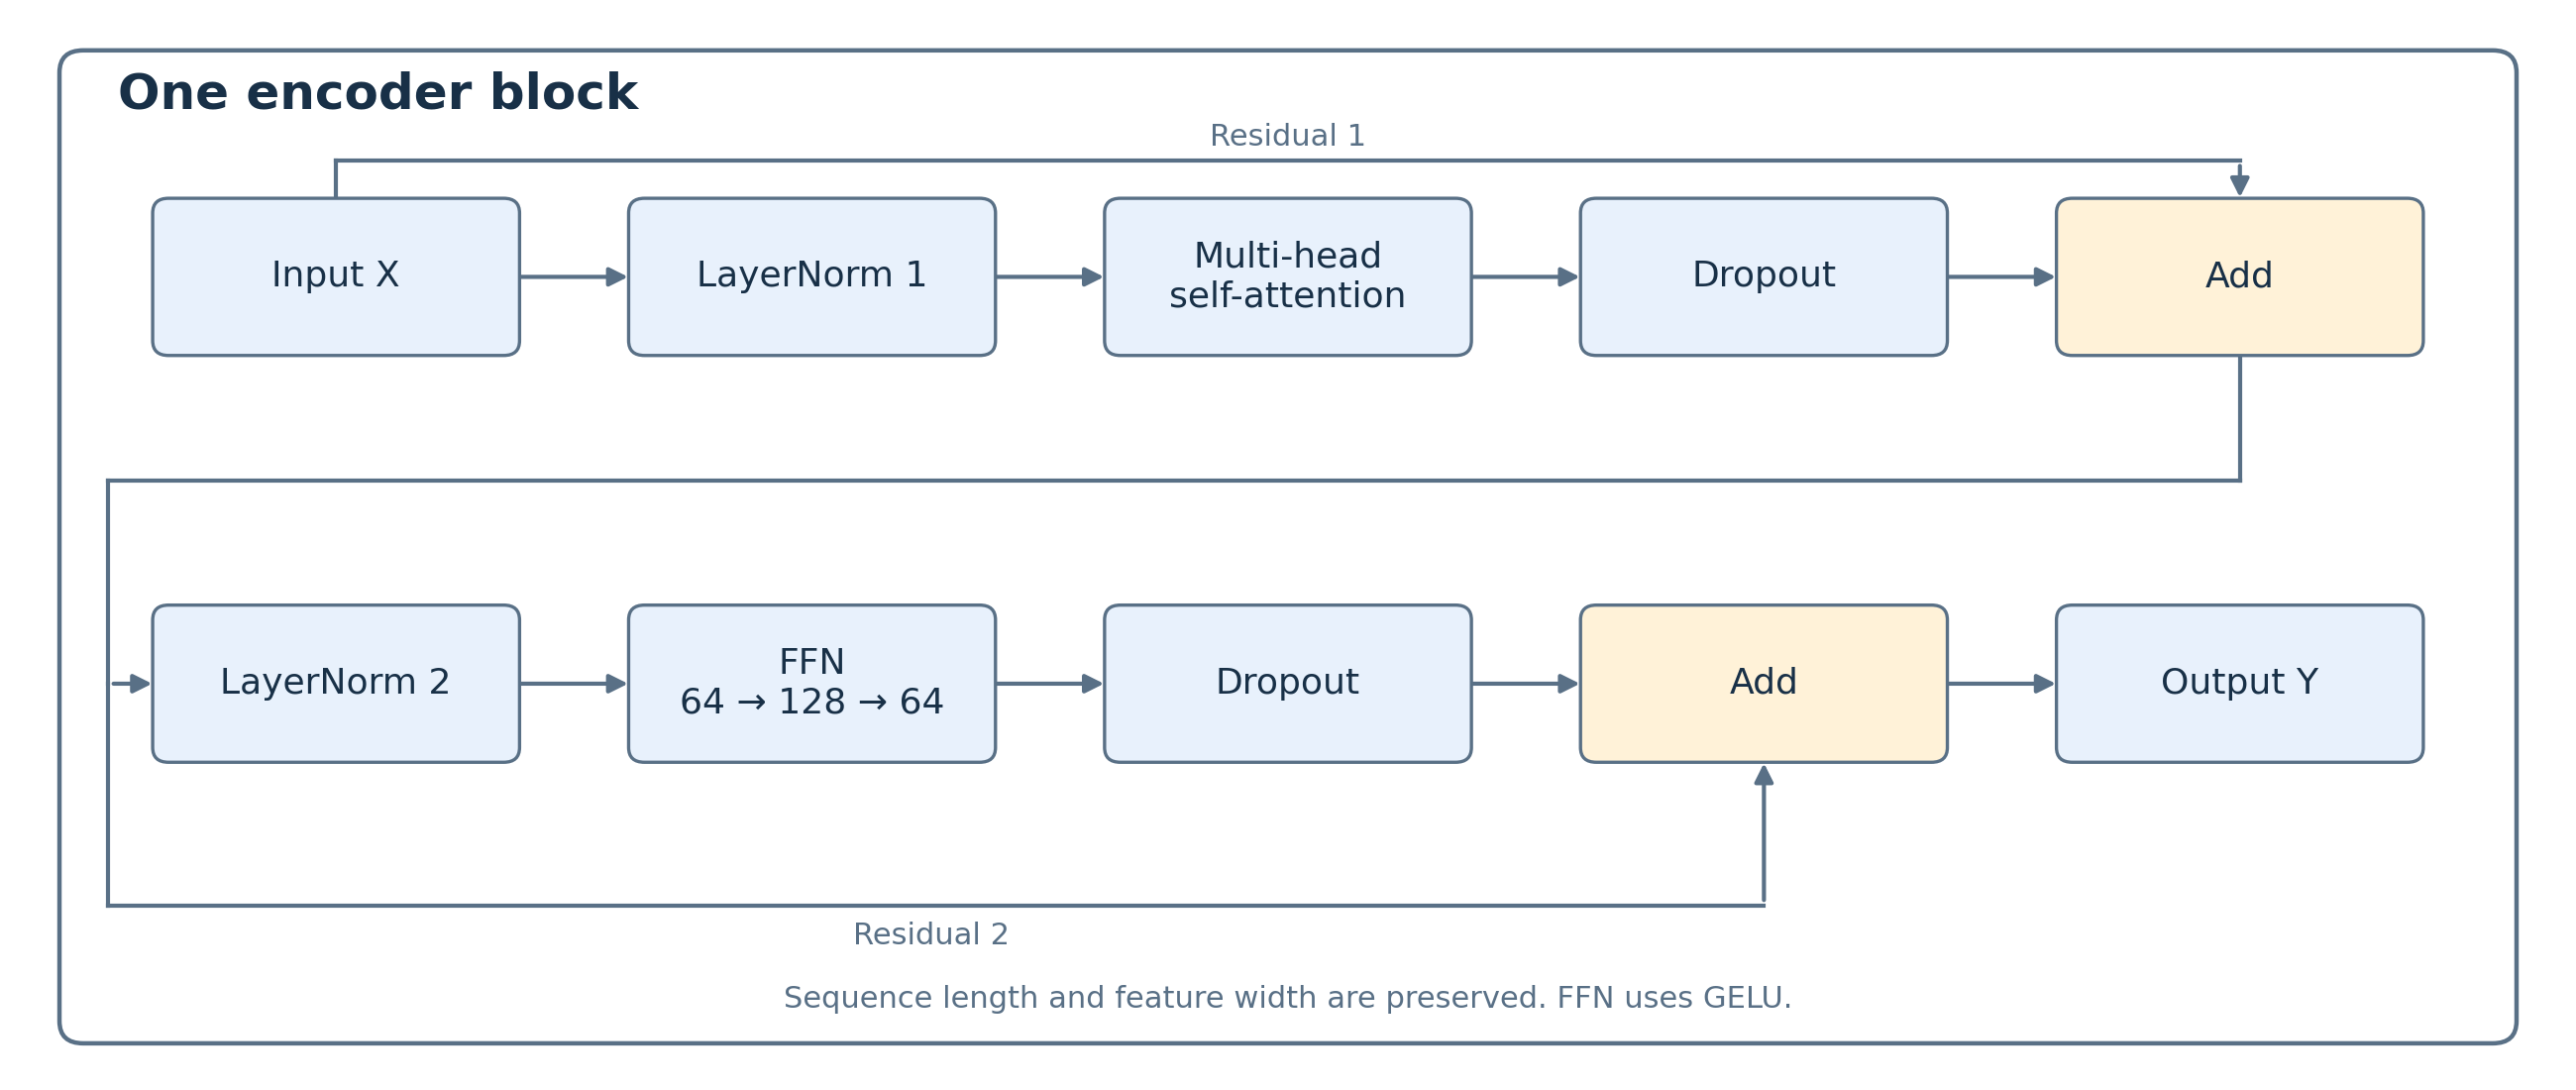 One encoder block
Residual 1
Input X
LayerNorm 1
Multi-head
self-attention
Dropout
Add
LayerNorm 2
FFN
64 → 128 → 64
Dropout
Add
Output Y
Residual 2
Sequence length and feature width are preserved. FFN uses GELU.